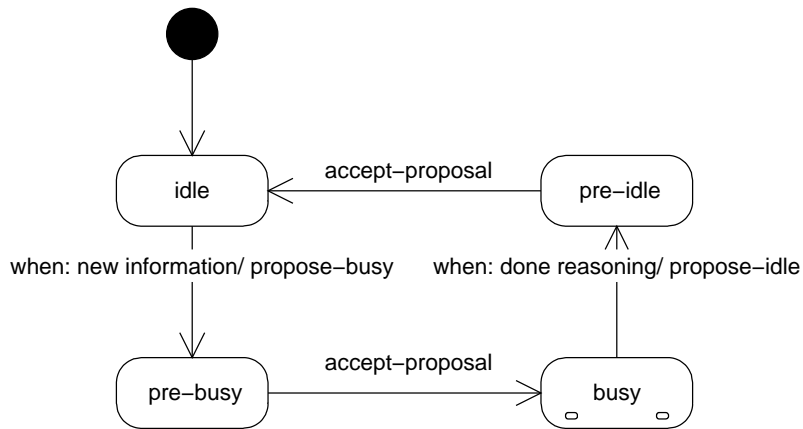 accept−proposal
idle
pre−idle
when: new information/ propose−busy
when: done reasoning/ propose−idle
accept−proposal
pre−busy
busy